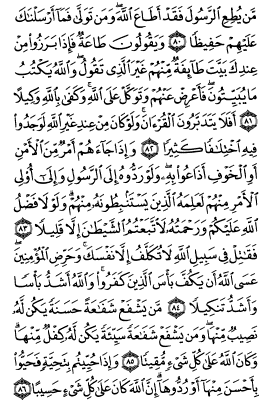 مَّن يُطِعِ ٱلرَّسُولَ فَقَدْ أَطَاعَ ٱللَّهَ ۖ وَمَن تَوَلَّىٰ فَمَآ أَرْسَلْنَٰكَ
عَلَيْهِمْ حَفِيظًا ٨٠ وَيَقُولُونَ طَاعَةٌ فَإِذَا بَرَزُوا۟ مِنْ
عِندِكَ بَيَّتَ طَآئِفَةٌ مِّنْهُمْ غَيْرَ ٱلَّذِى تَقُولُ ۖ وَٱللَّهُ يَكْتُبُ
مَا يُبَيِّتُونَ ۖ فَأَعْرِضْ عَنْهُمْ وَتَوَكَّلْ عَلَى ٱللَّهِ ۚ وَكَفَىٰ بِٱللَّهِ وَكِيلًا
٨١ أَفَلَا يَتَدَبَّرُونَ ٱلْقُرْءَانَ ۚ وَلَوْ كَانَ مِنْ عِندِ غَيْرِ ٱللَّهِ لَوَجَدُوا۟
فِيهِ ٱخْتِلَٰفًا كَثِيرًا ٨٢ وَإِذَا جَآءَهُمْ أَمْرٌ مِّنَ ٱلْأَمْنِ
أَوِ ٱلْخَوْفِ أَذَاعُوا۟ بِهِۦ ۖ وَلَوْ رَدُّوهُ إِلَى ٱلرَّسُولِ وَإِلَىٰٓ أُو۟لِى
ٱلْأَمْرِ مِنْهُمْ لَعَلِمَهُ ٱلَّذِينَ يَسْتَنۢبِطُونَهُۥ مِنْهُمْ ۗ وَلَوْلَا فَضْلُ
ٱللَّهِ عَلَيْكُمْ وَرَحْمَتُهُۥ لَٱتَّبَعْتُمُ ٱلشَّيْطَٰنَ إِلَّا قَلِيلًا ٨٣
فَقَٰتِلْ فِى سَبِيلِ ٱللَّهِ لَا تُكَلَّفُ إِلَّا نَفْسَكَ ۚ وَحَرِّضِ ٱلْمُؤْمِنِينَ ۖ
عَسَى ٱللَّهُ أَن يَكُفَّ بَأْسَ ٱلَّذِينَ كَفَرُوا۟ ۚ وَٱللَّهُ أَشَدُّ بَأْسًا
وَأَشَدُّ تَنكِيلًا ٨٤ مَّن يَشْفَعْ شَفَٰعَةً حَسَنَةً يَكُن لَّهُۥ
نَصِيبٌ مِّنْهَا ۖ وَمَن يَشْفَعْ شَفَٰعَةً سَيِّئَةً يَكُن لَّهُۥ كِفْلٌ مِّنْهَا ۗ
وَكَانَ ٱللَّهُ عَلَىٰ كُلِّ شَىْءٍ مُّقِيتًا ٨٥ وَإِذَا حُيِّيتُم بِتَحِيَّةٍ فَحَيُّوا۟
بِأَحْسَنَ مِنْهَآ أَوْ رُدُّوهَآ ۗ إِنَّ ٱللَّهَ كَانَ عَلَىٰ كُلِّ شَىْءٍ حَسِيبًا ٨٦